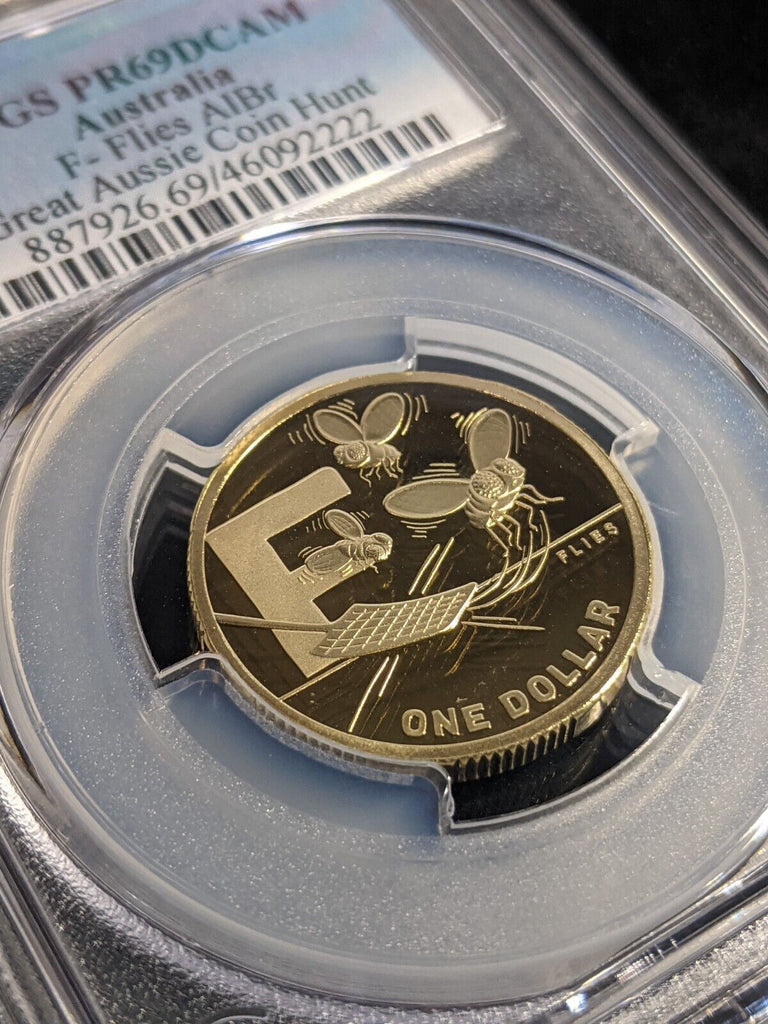 GS PR69DCAM
Australia
F- Flies AlBr
Great Aussie Coin Hunt
887926.69/46092222
F
FLIES
ONE DOLLAR